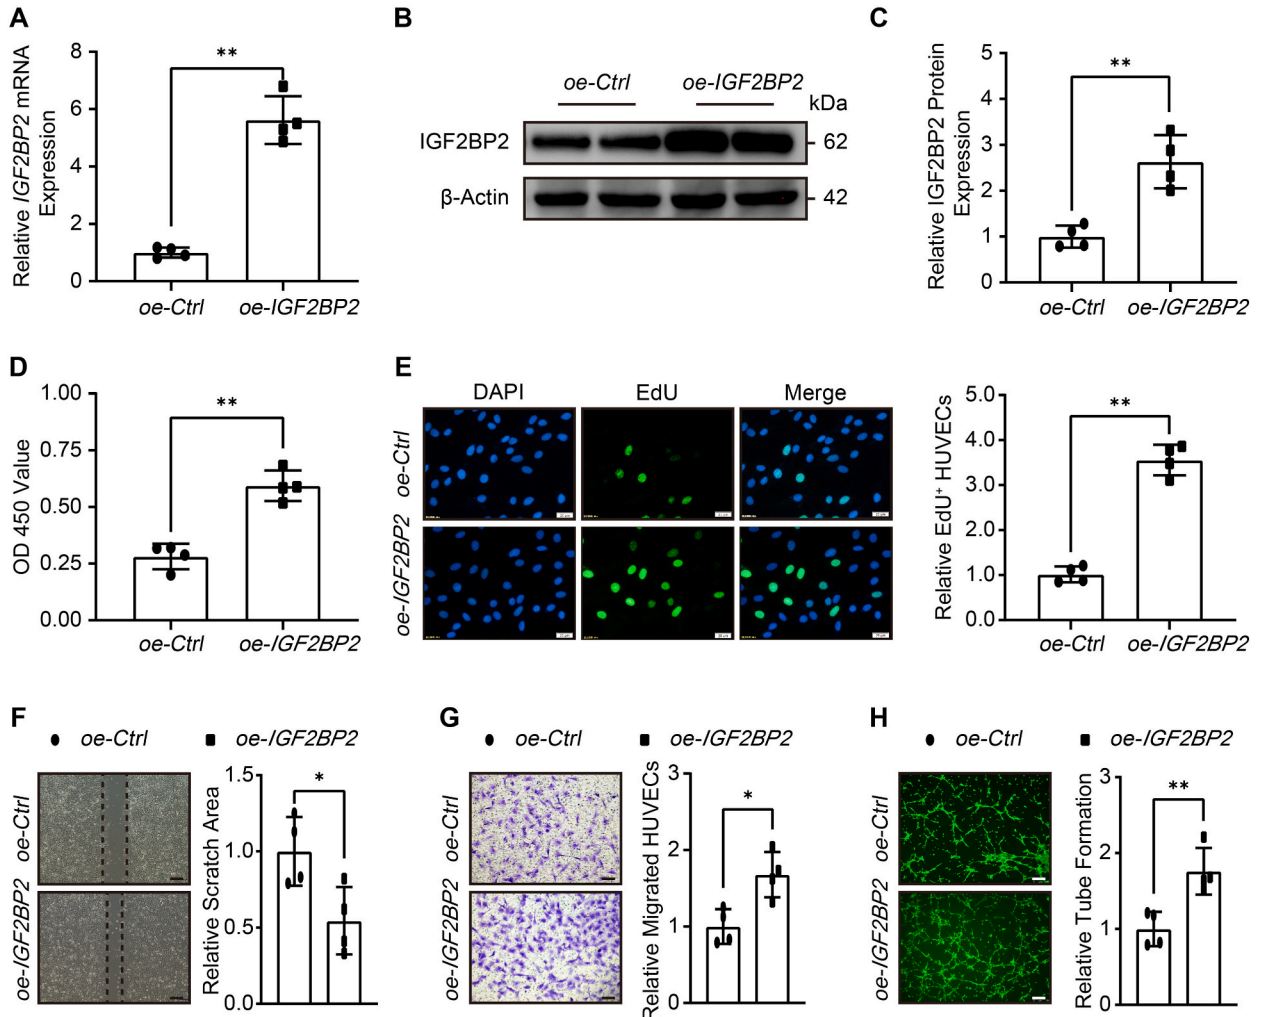 A
Relative IGF2BP2 mRNA
Expression
8
6
4
2
0
**
oe-Ctrl
oe-IGF2BP2
B
oe-Ctrl
oe-IGF2BP2
kDa
IGF2BP2
62
β-Actin
42
C
Relative IGF2BP2 Protein
Expression
5
4
3
2
1
0
**
oe-Ctrl
oe-IGF2BP2
D
OD 450 Value
1.00
0.75
0.50
0.25
0.00
**
oe-Ctrl
oe-IGF2BP2
E
DAPI
EdU
Merge
oe-Ctrl
oe-IGF2BP2
Relative EdU⁺ HUVECs
5.0
4.0
3.0
2.0
1.0
0.0
**
oe-Ctrl
oe-IGF2BP2
F
oe-Ctrl
oe-IGF2BP2
oe-Ctrl
oe-IGF2BP2
Relative Scratch Area
1.5
1.0
0.5
0.0
*
G
oe-Ctrl
oe-IGF2BP2
oe-Ctrl
oe-IGF2BP2
Relative Migrated HUVECs
3
2
1
0
*
H
oe-Ctrl
oe-IGF2BP2
oe-Ctrl
oe-IGF2BP2
Relative Tube Formation
3
2
1
0
**